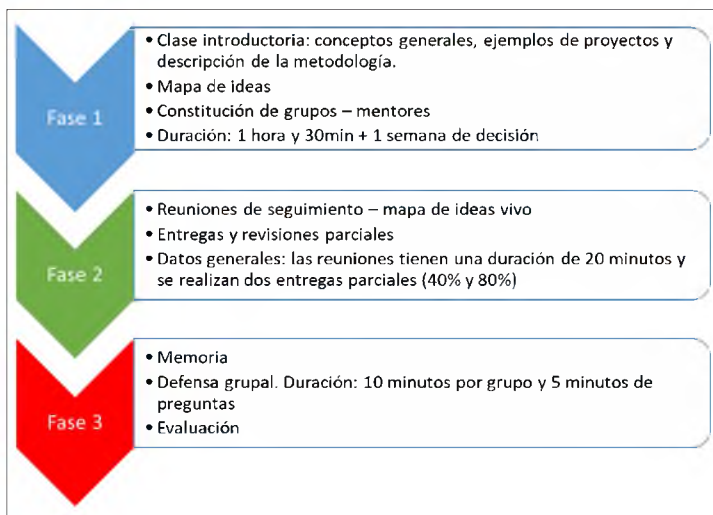 Fase 1
• Clase introductoria: conceptos generales, ejemplos de proyectos y
descripción de la metodología.
• Mapa de ideas
• Constitución de grupos – mentores
• Duración: 1 hora y 30min + 1 semana de decisión
Fase 2
• Reuniones de seguimiento – mapa de ideas vivo
• Entregas y revisiones parciales
• Datos generales: las reuniones tienen una duración de 20 minutos y
se realizan dos entregas parciales (40% y 80%)
Fase 3
• Memoria
• Defensa grupal. Duración: 10 minutos por grupo y 5 minutos de
preguntas
• Evaluación